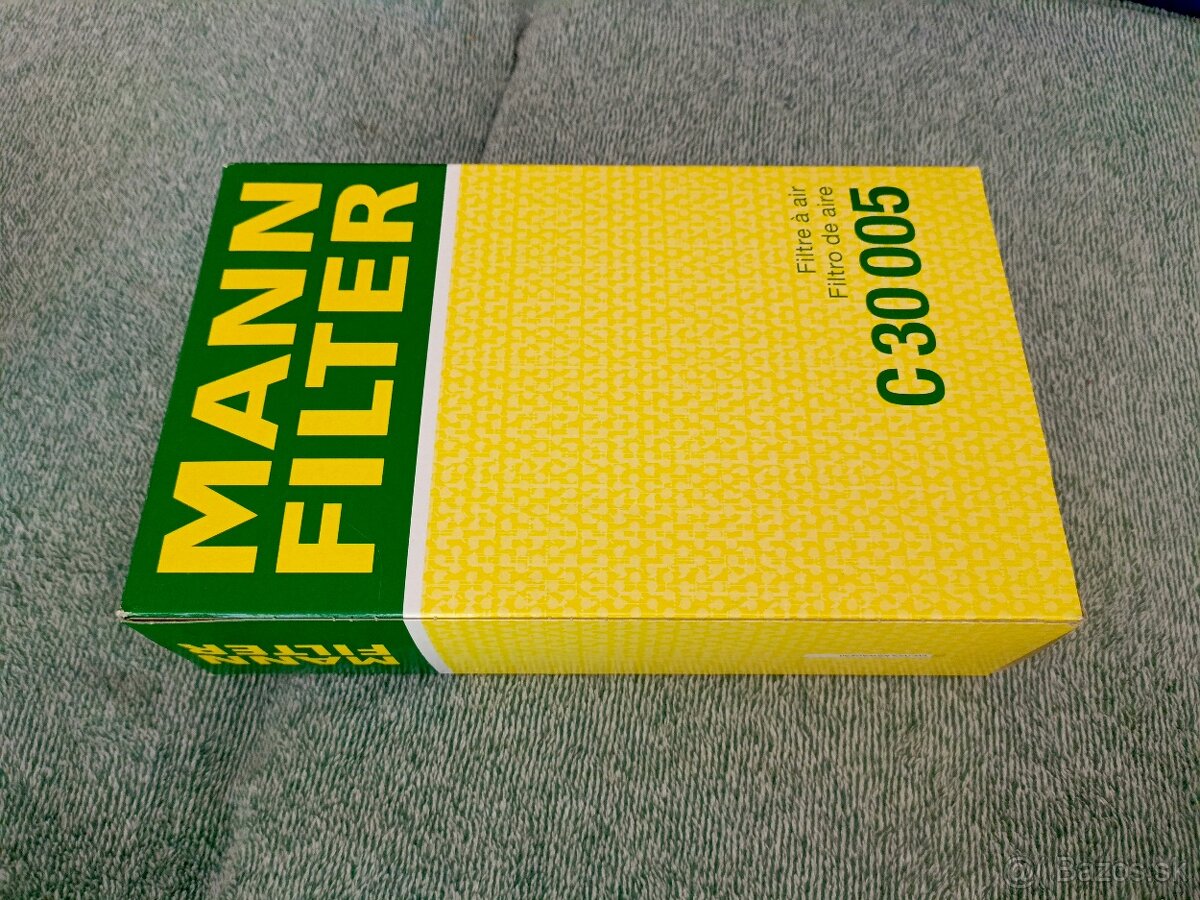 MANN
FILTER
Filtre à air
Filtro de aire
C 30 005
MANN
FILTER
Bazos.sk